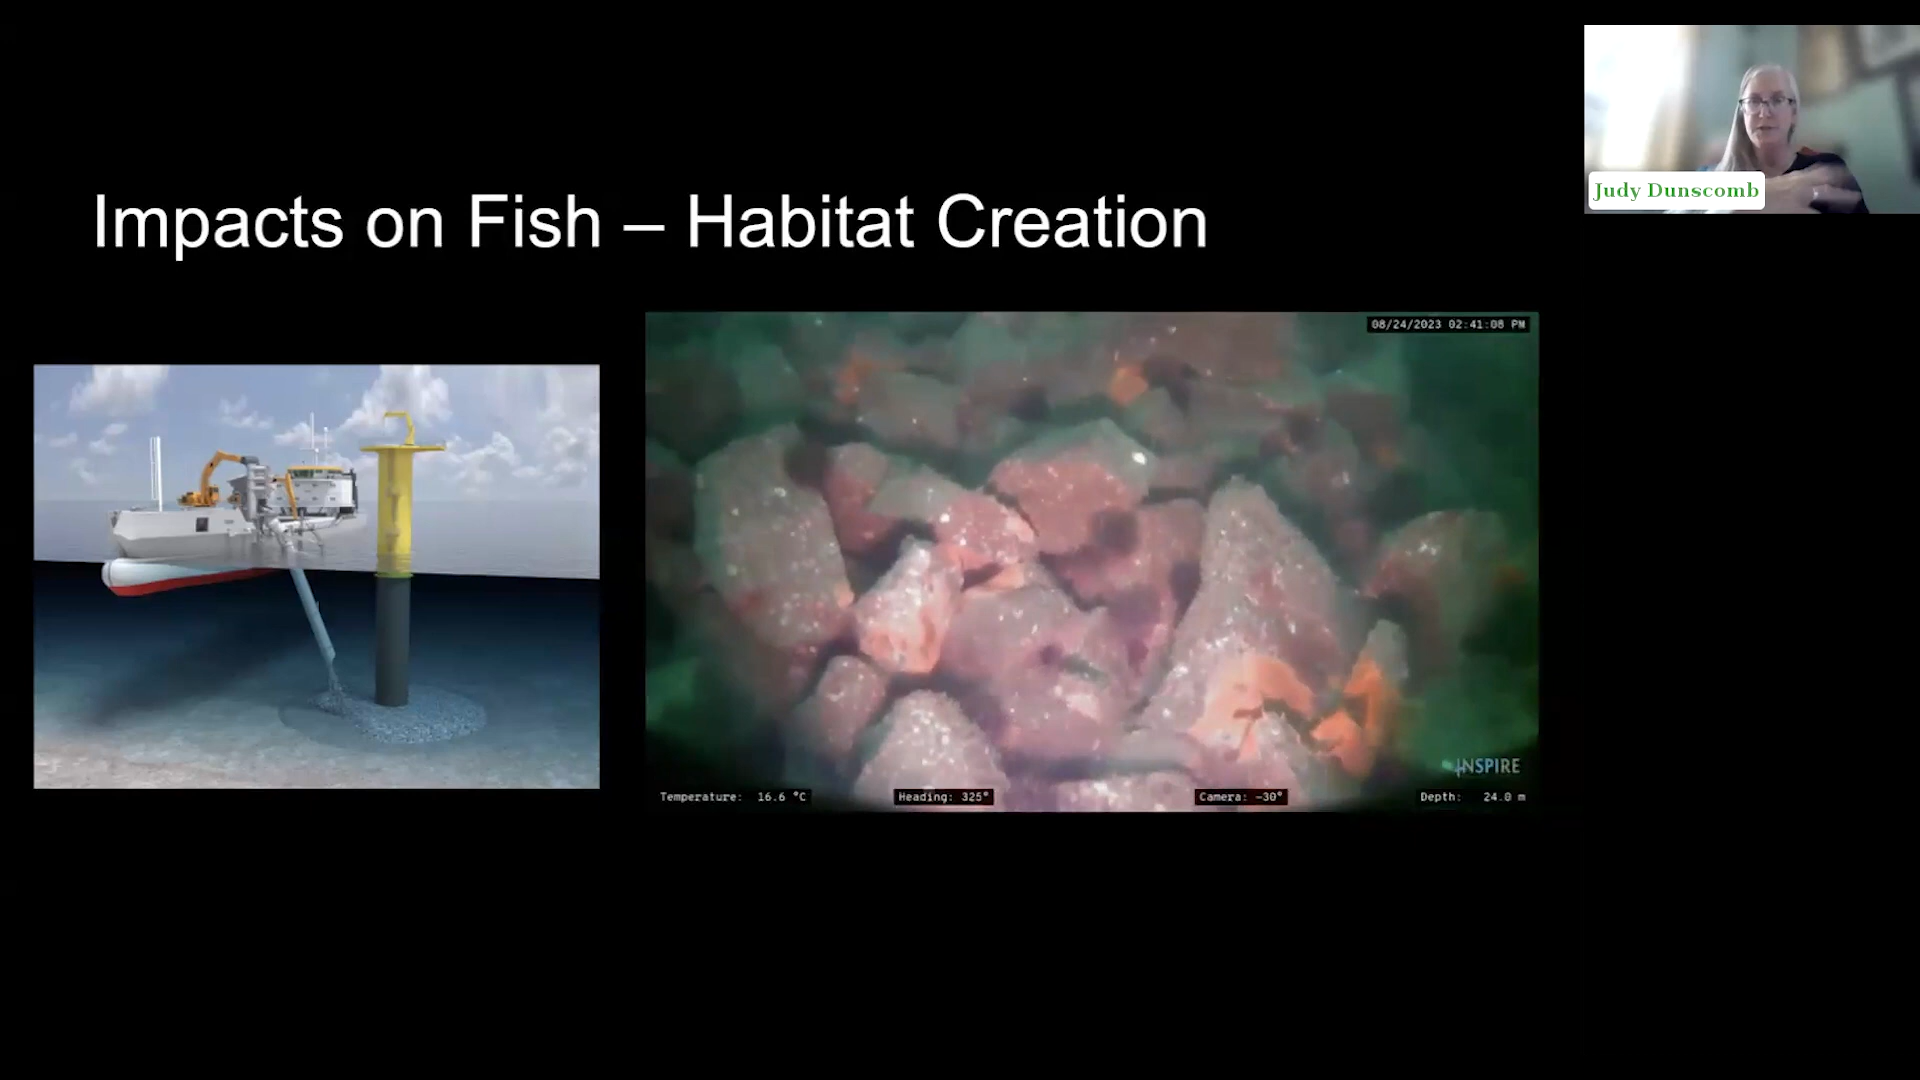 Judy Dunscomb
Impacts on Fish – Habitat Creation
08/24/2023 02:41:08 PM
INSPIRE
Temperature: 16.6 °C
Heading: 325°
Camera: -30°
Depth: 24.0 m